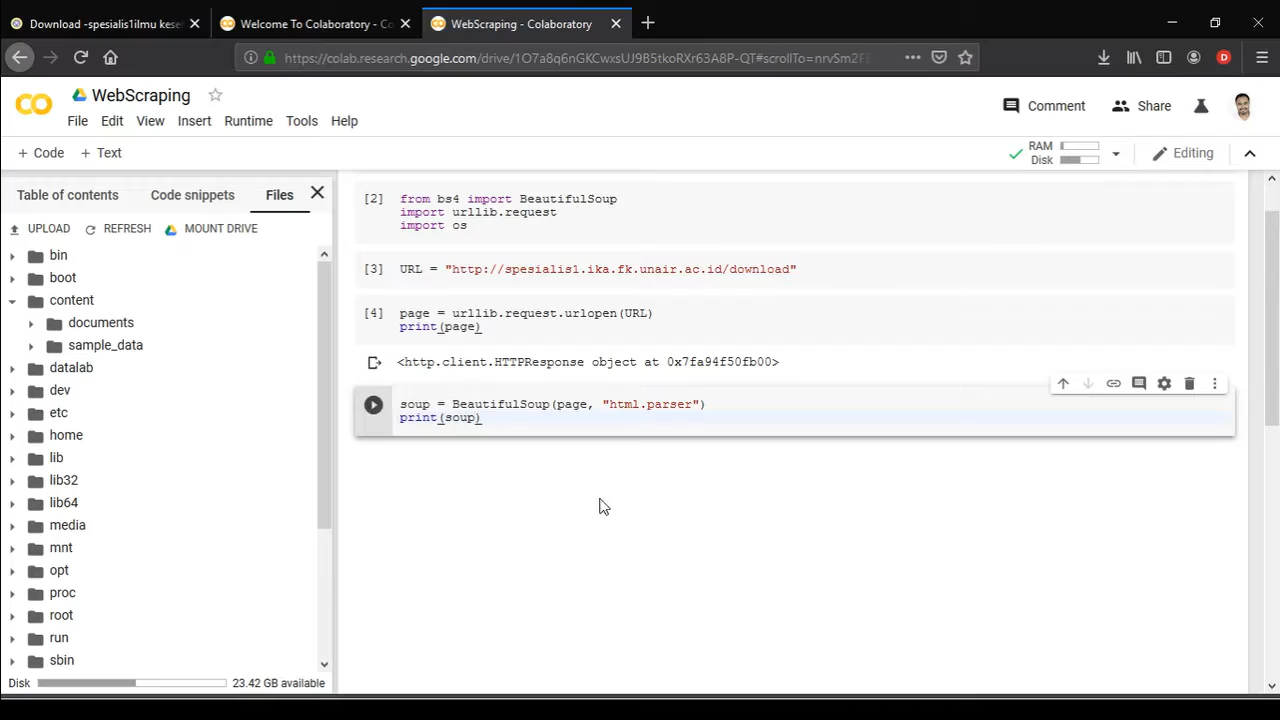 Download -spesialis1ilmu kese
Welcome To Colaboratory - Co
WebScraping - Colaboratory
https://colab.research.google.com/drive/1O7a8q6nGKCwxsUJ9B5tkoRXr63A8P-QT#scrollTo=nrvSm2F
D
CO
WebScraping
File Edit View Insert Runtime Tools Help
Comment
Share
+ Code + Text
RAM
Disk
Editing
Table of contents
Code snippets
Files
UPLOAD
REFRESH
MOUNT DRIVE
bin
boot
content
documents
sample_data
datalab
dev
etc
home
lib
lib32
lib64
media
mnt
opt
proc
root
run
sbin
Disk
23.42 GB available
[2] from bs4 import BeautifulSoup
import urllib.request
import os
[3] URL = "http://spesialis1.ika.fk.unair.ac.id/download"
[4] page = urllib.request.urlopen(URL)
print(page)
<http.client.HTTPResponse object at 0x7fa94f50fb00>
soup = BeautifulSoup(page, "html.parser")
print(soup)